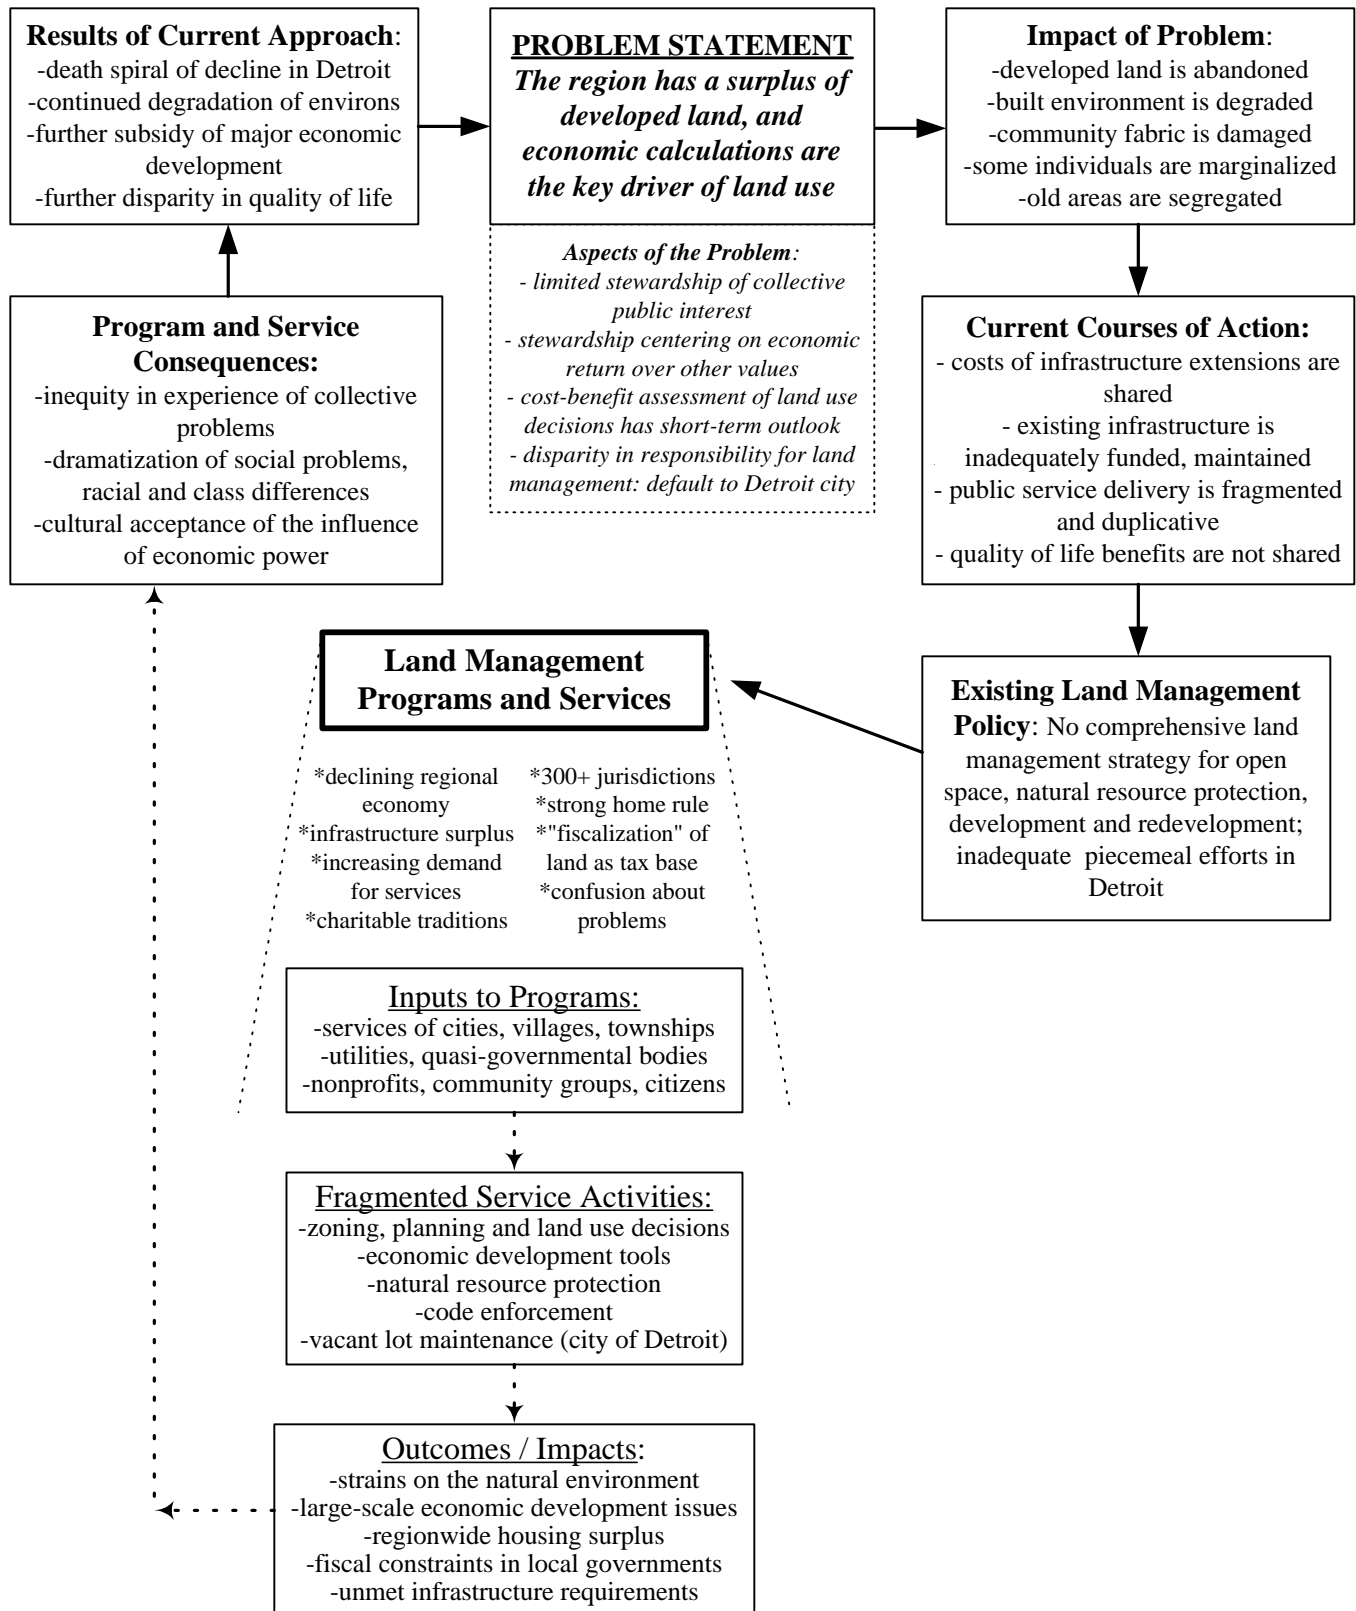 Results of Current Approach:
-death spiral of decline in Detroit
-continued degradation of environs
-further subsidy of major economic
development
-further disparity in quality of life
PROBLEM STATEMENT
The region has a surplus of
developed land, and
economic calculations are
the key driver of land use
Aspects of the Problem:
- limited stewardship of collective
public interest
- stewardship centering on economic
return over other values
- cost-benefit assessment of land use
decisions has short-term outlook
- disparity in responsibility for land
management: default to Detroit city
Impact of Problem:
-developed land is abandoned
-built environment is degraded
-community fabric is damaged
-some individuals are marginalized
-old areas are segregated
Current Courses of Action:
- costs of infrastructure extensions are
shared
- existing infrastructure is
inadequately funded, maintained
- public service delivery is fragmented
and duplicative
- quality of life benefits are not shared
Existing Land Management
Policy: No comprehensive land
management strategy for open
space, natural resource protection,
development and redevelopment;
inadequate  piecemeal efforts in
Detroit
Program and Service
Consequences:
-inequity in experience of collective
problems
-dramatization of social problems,
racial and class differences
-cultural acceptance of the influence
of economic power
Land Management
Programs and Services
*declining regional
economy
*infrastructure surplus
*increasing demand
for services
*charitable traditions
*300+ jurisdictions
*strong home rule
*"fiscalization" of
land as tax base
*confusion about
problems
Inputs to Programs:
-services of cities, villages, townships
-utilities, quasi-governmental bodies
-nonprofits, community groups, citizens
Fragmented Service Activities:
-zoning, planning and land use decisions
-economic development tools
-natural resource protection
-code enforcement
-vacant lot maintenance (city of Detroit)
Outcomes / Impacts:
-strains on the natural environment
-large-scale economic development issues
-regionwide housing surplus
-fiscal constraints in local governments
-unmet infrastructure requirements